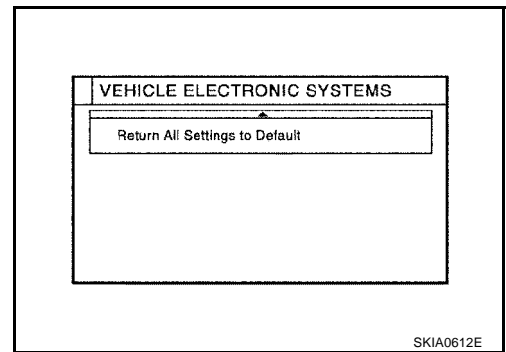 VEHICLE ELECTRONIC SYSTEMS
Return All Settings to Default
SKIA0612E